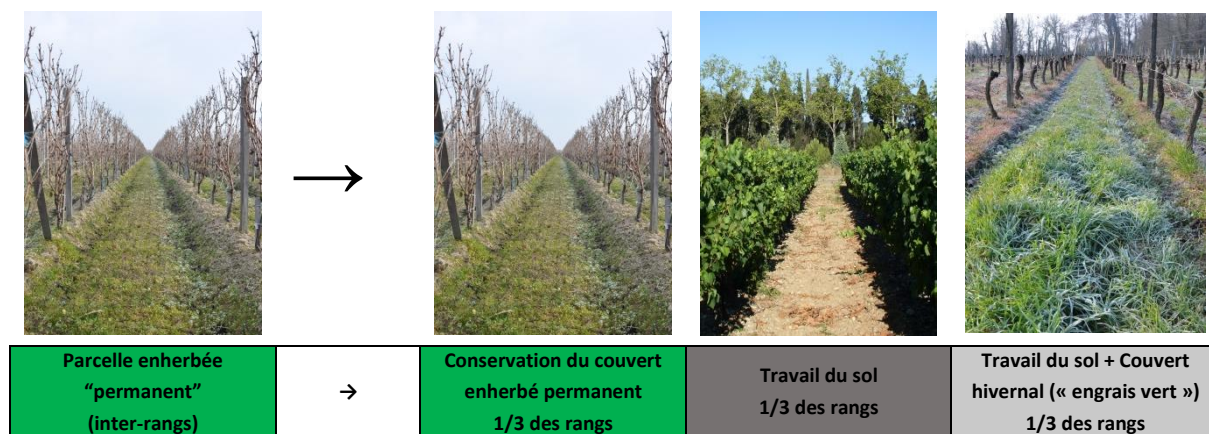 Parcelle enherbée
“permanent”
(inter-rangs)
→
Conservation du couvert
enherbé permanent
1/3 des rangs
Travail du sol
1/3 des rangs
Travail du sol + Couvert
hivernal (« engrais vert »)
1/3 des rangs